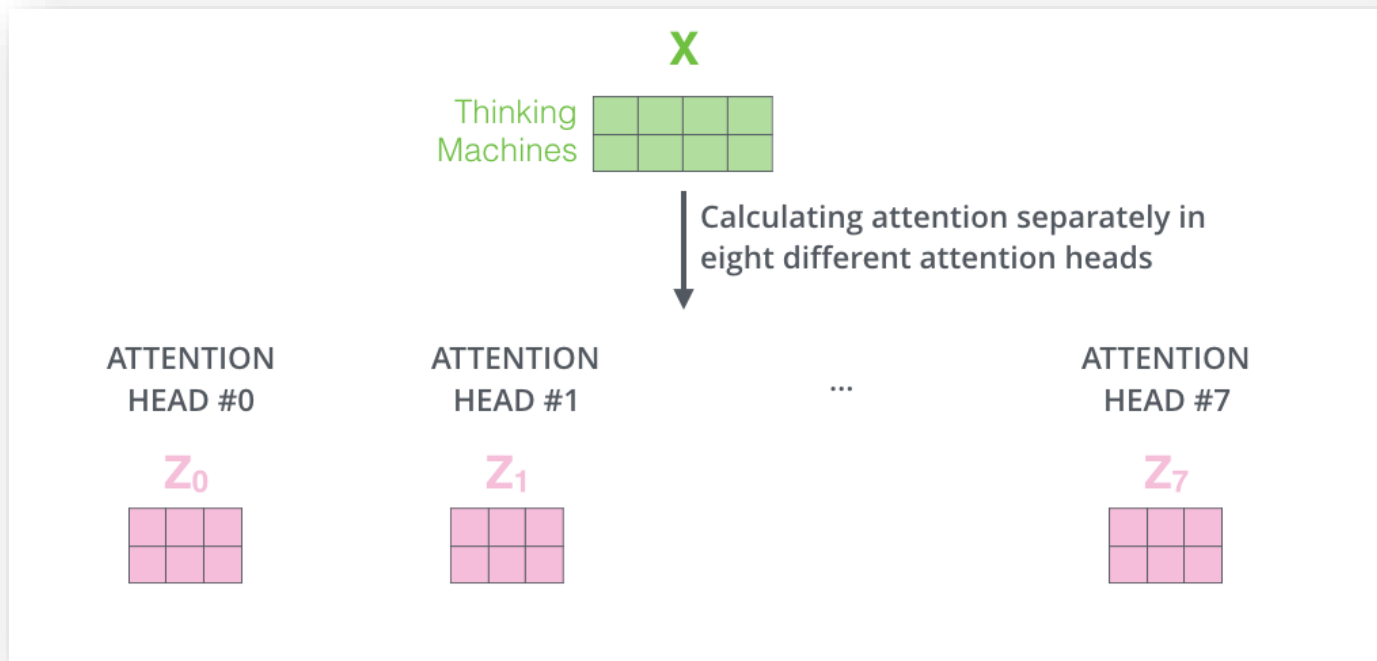 X
Thinking
Machines
Calculating attention separately in
eight different attention heads
ATTENTION
HEAD #0
ATTENTION
HEAD #1
...
ATTENTION
HEAD #7
Z0
Z1
Z7